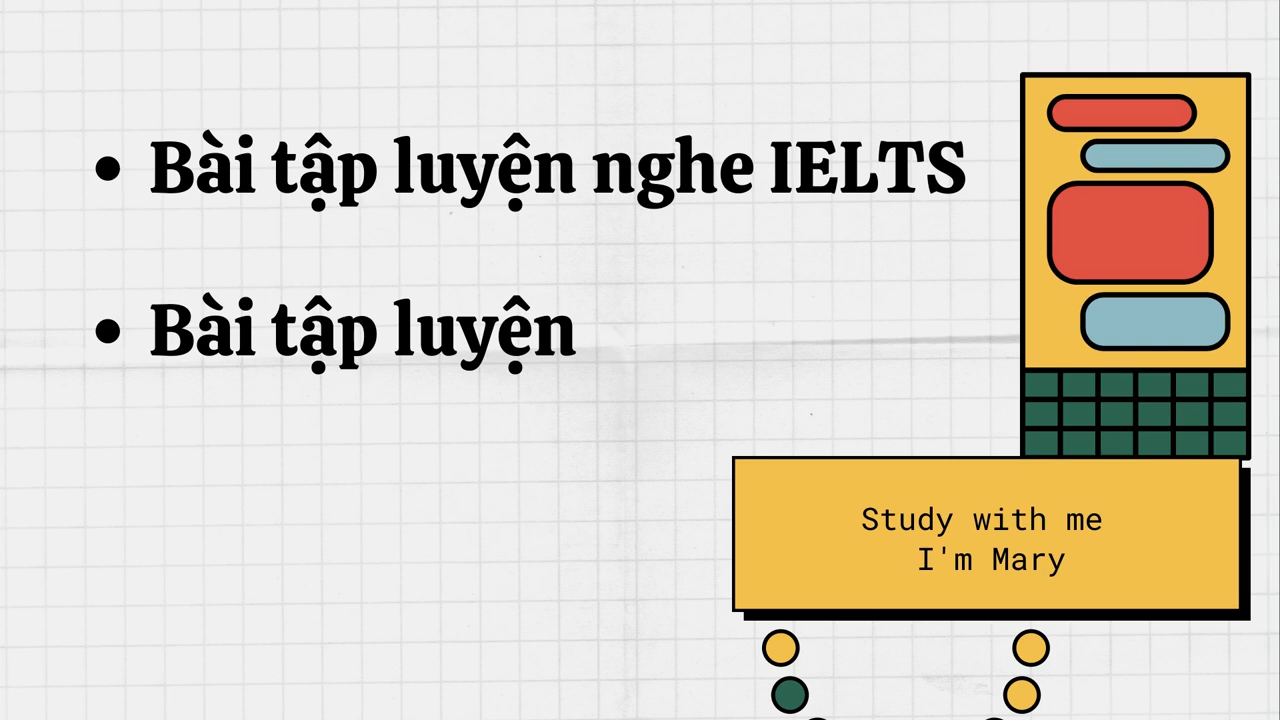 • Bài tập luyện nghe IELTS
• Bài tập luyện
Study with me
I'm Mary